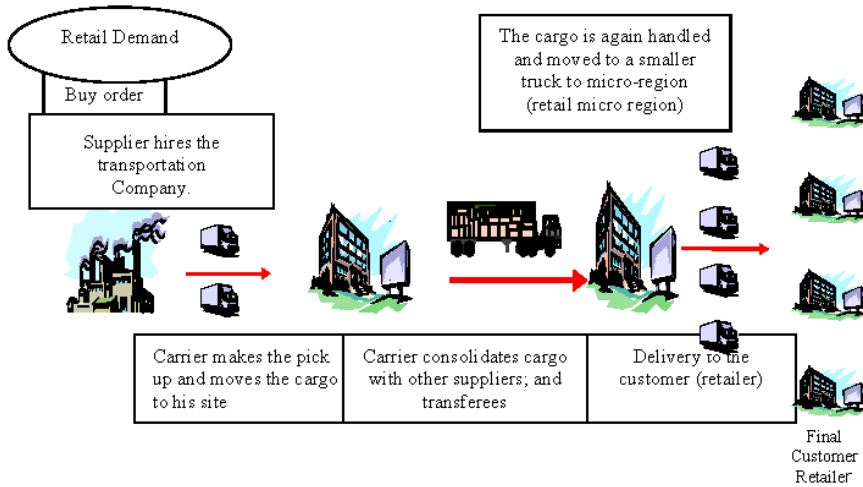 Retail Demand
Buy order
Supplier hires the
transportation
Company.
The cargo is again handled
and moved to a smaller
truck to micro-region
(retail micro region)
Carrier makes the pick
up and moves the cargo
to his site
Carrier consolidates cargo
with other suppliers; and
transferees
Delivery to the
customer (retailer)
Final
Customer
Retailer